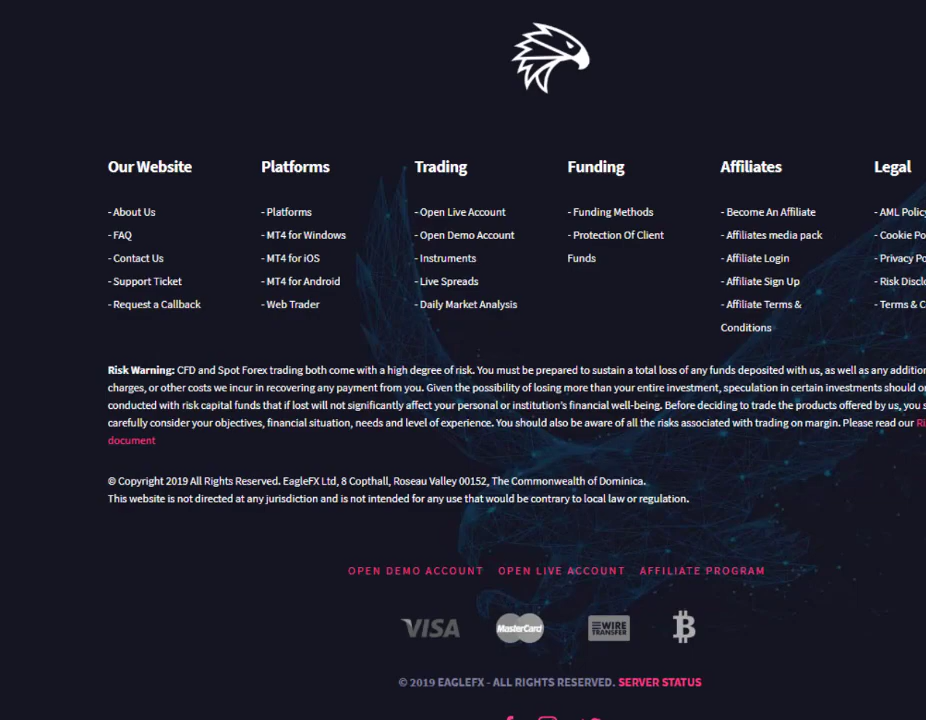 Our Website
- About Us
- FAQ
- Contact Us
- Support Ticket
- Request a Callback
Platforms
- Platforms
- MT4 for Windows
- MT4 for iOS
- MT4 for Android
- Web Trader
Trading
- Open Live Account
- Open Demo Account
- Instruments
- Live Spreads
- Daily Market Analysis
Funding
- Funding Methods
- Protection Of Client
Funds
Affiliates
- Become An Affiliate
- Affiliates media pack
- Affiliate Login
- Affiliate Sign Up
- Affiliate Terms &
Conditions
Legal
- AML Policy
- Cookie
- Privacy
- Risk
- Terms &
Risk Warning: CFD and Spot Forex trading both come with a high degree of risk. You must be prepared to sustain a total loss of any funds deposited with us, as well as any
charges, or other costs we incur in recovering any payment from you. Given the possibility of losing more than your entire investment, speculation in certain investments should
conducted with risk capital funds that if lost will not significantly affect your personal or institution's financial well-being. Before deciding to trade the products offered by us, you
carefully consider your objectives, financial situation, needs and level of experience. You should also be aware of all the risks associated with trading on margin. Please read our
document
© Copyright 2019 All Rights Reserved. EagleFX Ltd, 8 Copthall, Roseau Valley 00152, The Commonwealth of Dominica.
This website is not directed at any jurisdiction and is not intended for any use that would be contrary to local law or regulation.
OPEN DEMO ACCOUNT OPEN LIVE ACCOUNT AFFILIATE PROGRAM
VISA MasterCard WIRE TRANSFER
© 2019 EAGLEFX - ALL RIGHTS RESERVED. SERVER STATUS